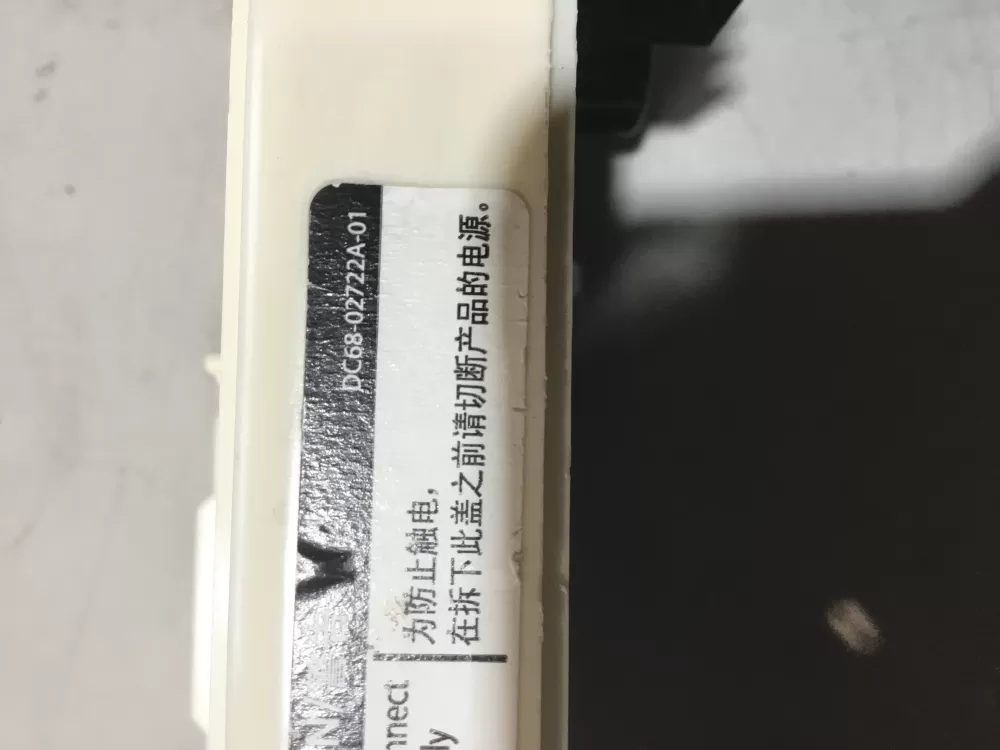 DC68-02722A-01
为防止触电，
在拆下此盖之前请切断产品的电源。
nnect
ly